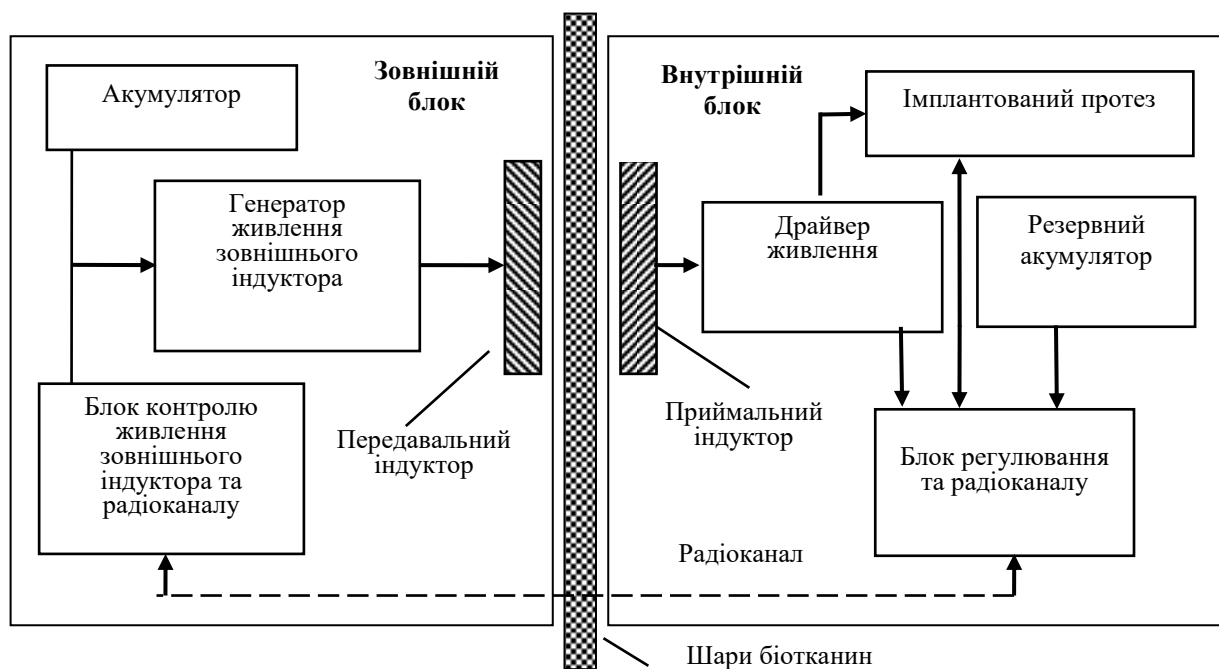 Зовнішній
блок
Акумулятор
Генератор
живлення
зовнішнього
індуктора
Блок контролю
живлення
зовнішнього
індуктора та
радіоканалу
Передавальний
індуктор
Внутрішній
блок
Імплантований протез
Драйвер
живлення
Резервний
акумулятор
Приймальний
індуктор
Блок регулювання
та радіоканалу
Радіоканал
Шари біотканин